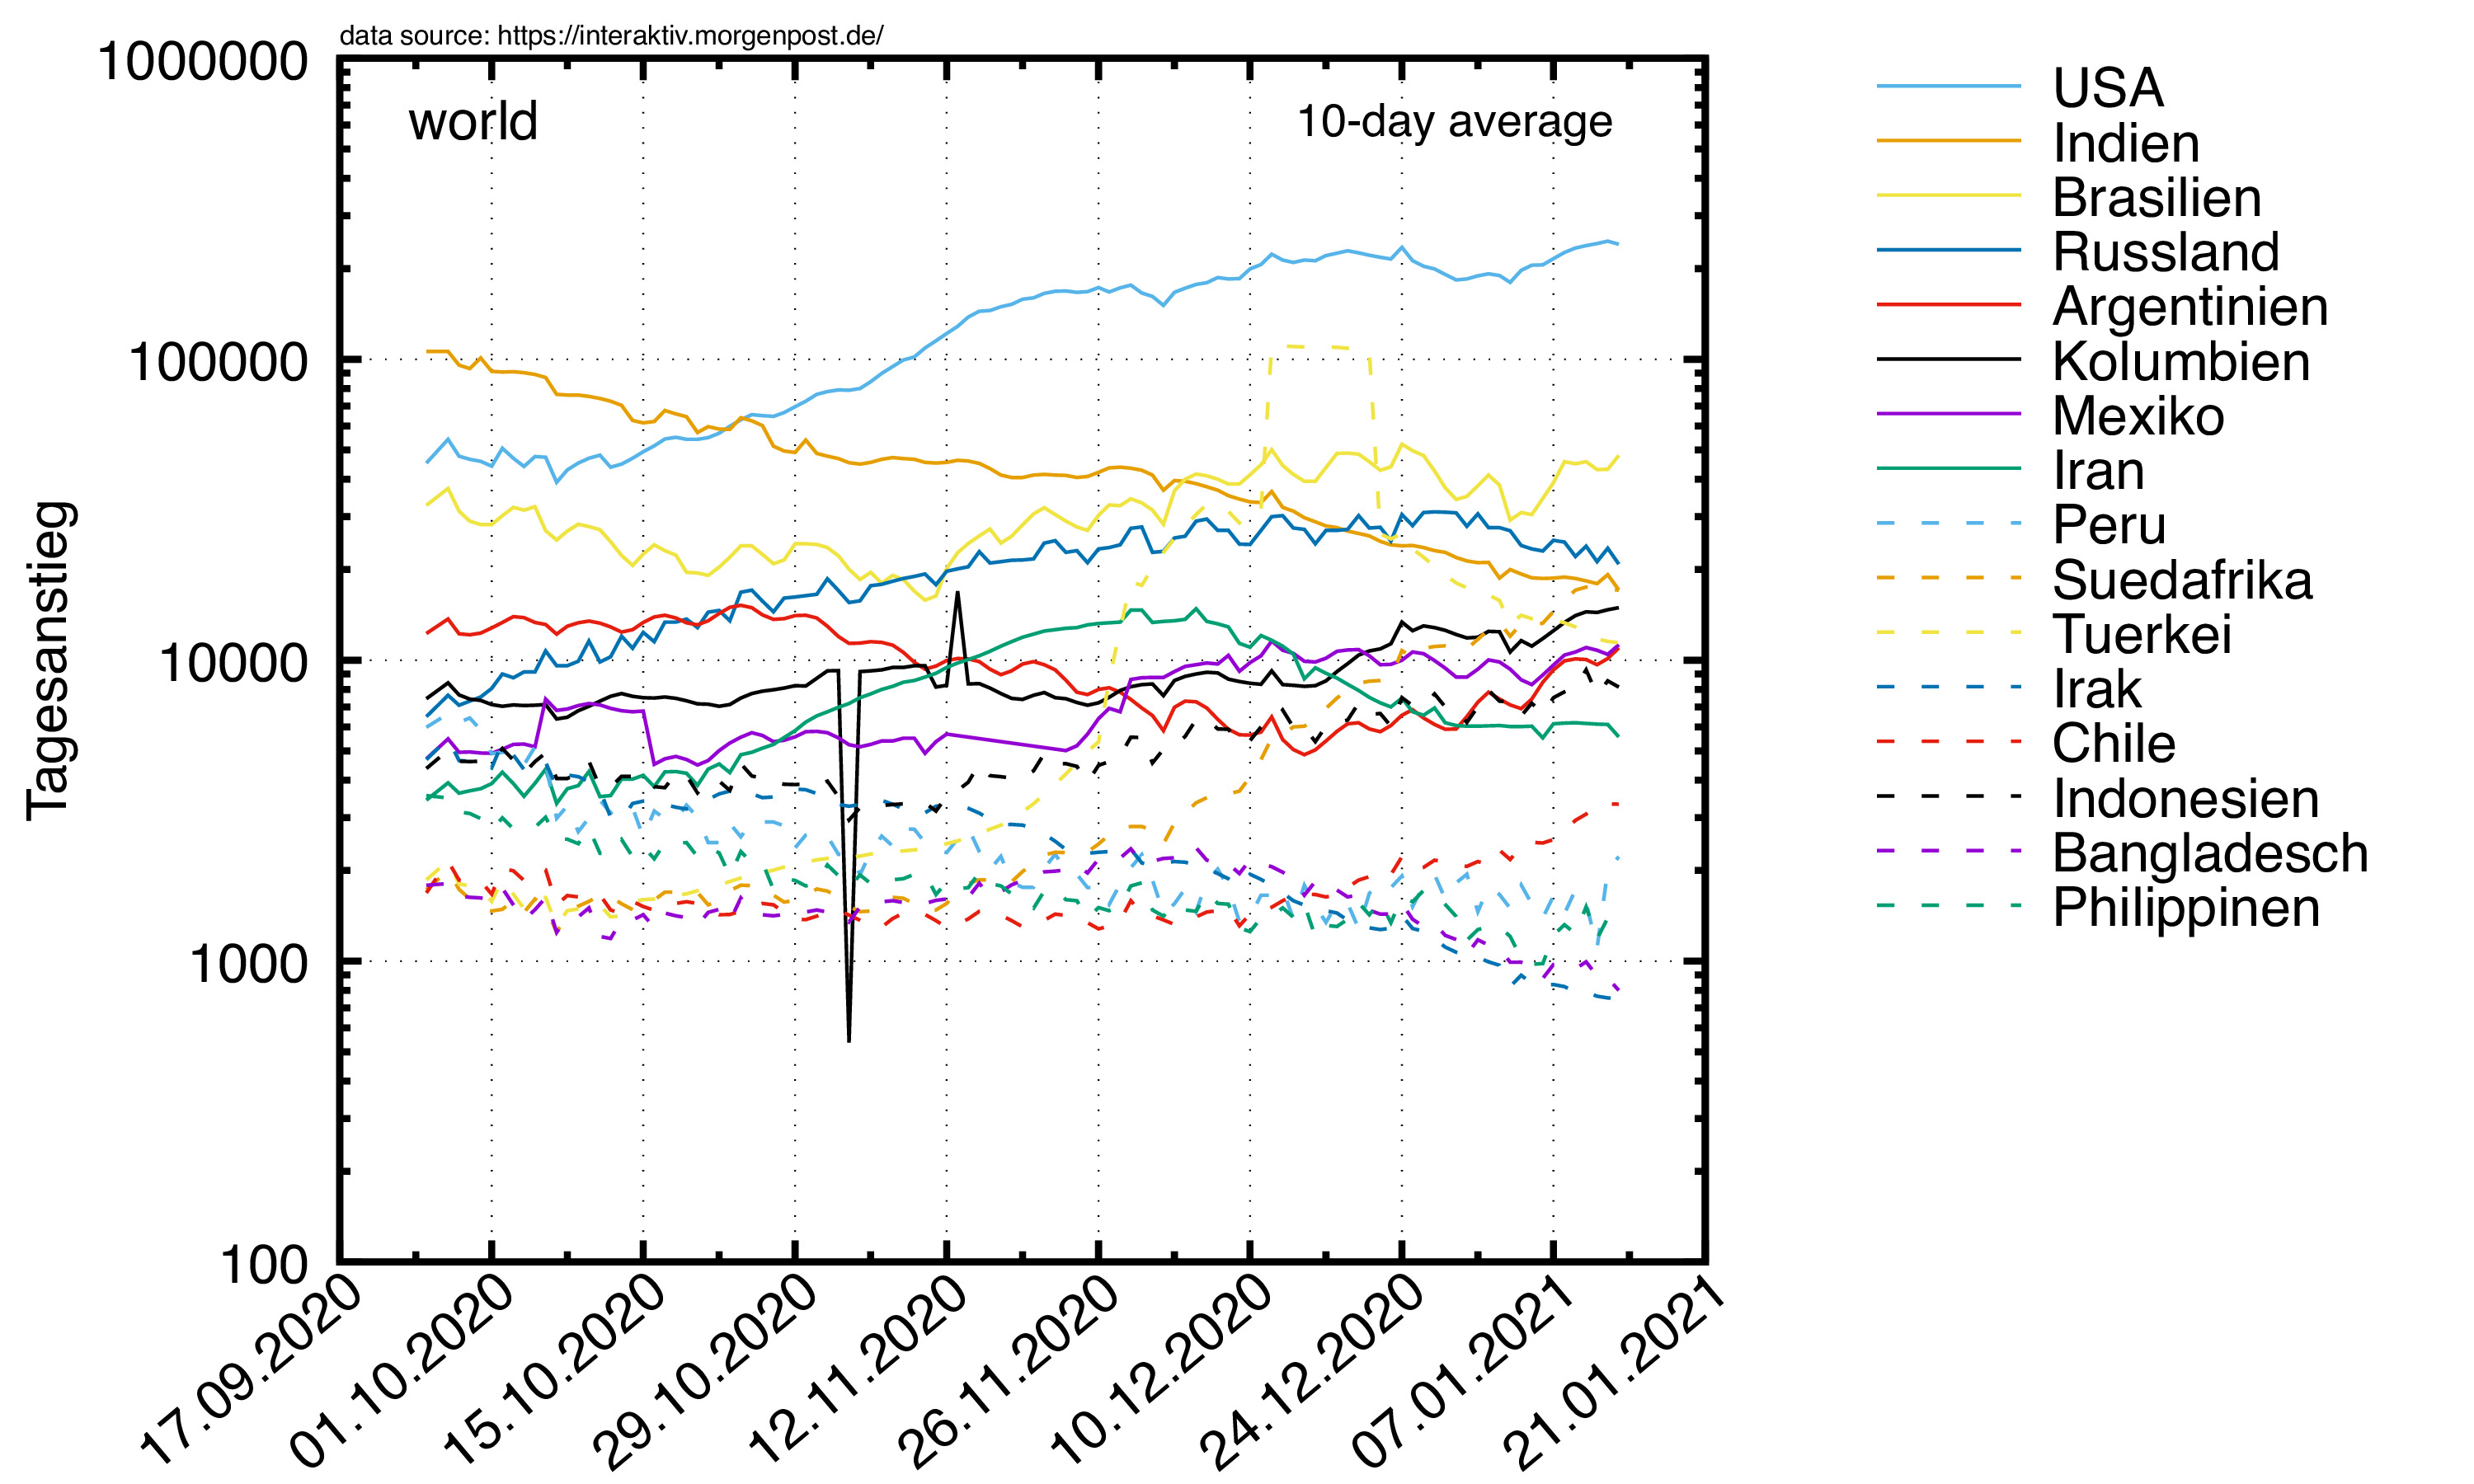 data source: https://interaktiv.morgenpost.de/
world
10-day average
Tagesanstieg
1000000
100000
10000
1000
100
17.09.2020
01.10.2020
15.10.2020
29.10.2020
12.11.2020
26.11.2020
10.12.2020
24.12.2020
07.01.2021
21.01.2021
USA
Indien
Brasilien
Russland
Argentinien
Kolumbien
Mexiko
Iran
Peru
Suedafrika
Tuerkei
Irak
Chile
Indonesien
Bangladesch
Philippinen